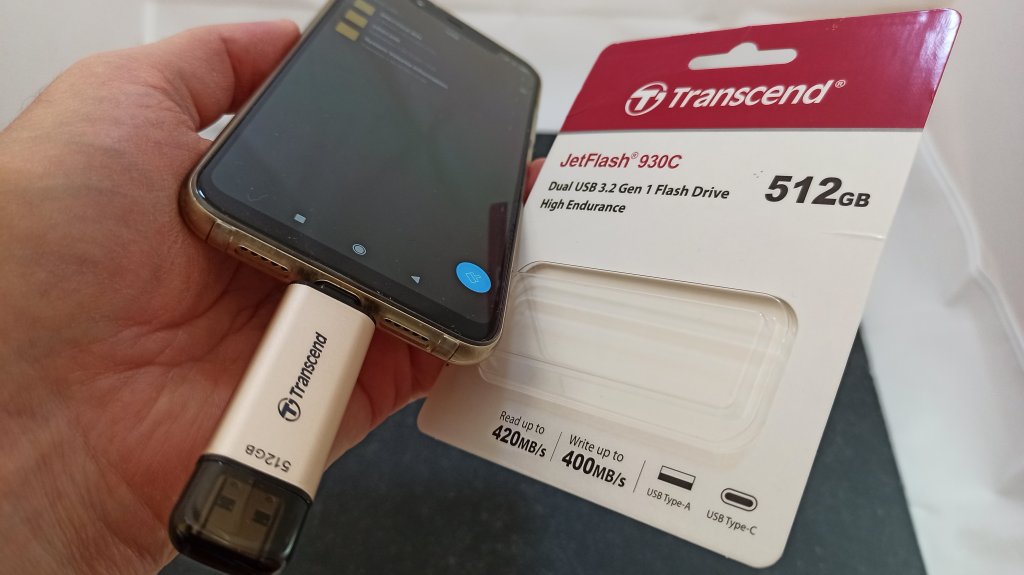 Transcend®
JetFlash® 930C
Dual USB 3.2 Gen 1 Flash Drive
High Endurance
512GB
Read up to
420MB/s
Write up to
400MB/s
USB Type-A
USB Type-C
Transcend
512GB